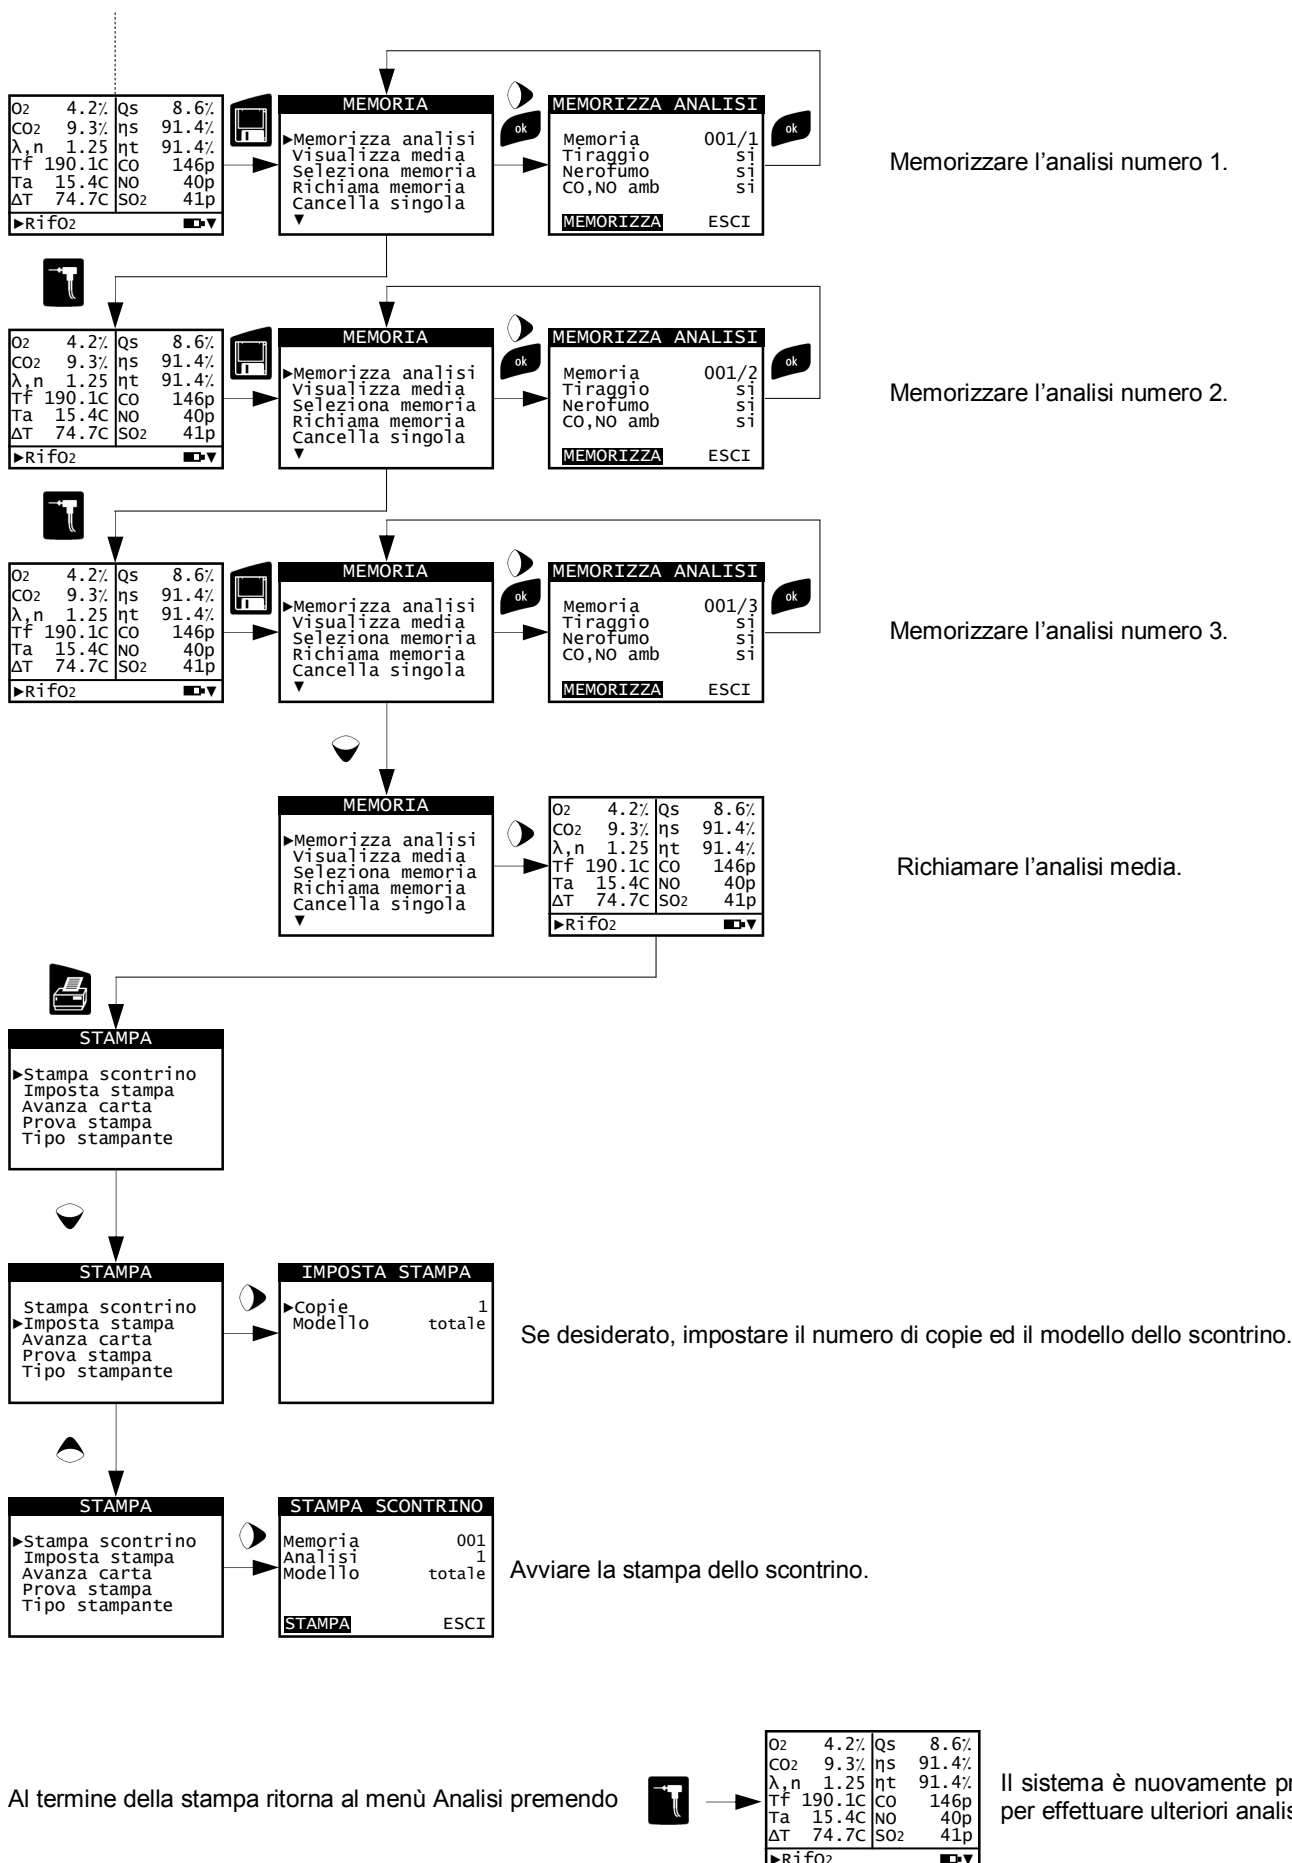 O2 4.2% Qs 8.6%
CO2 9.3% ηs 91.4%
λ,n 1.25 ηt 91.4%
Tf 190.1C CO 146p
Ta 15.4C NO 40p
ΔT 74.7C SO2 41p
►RifO2 ▼
MEMORIA
►Memorizza analisi
Visualizza media
Seleziona memoria
Richiama memoria
Cancella singola
▼
ok
MEMORIZZA ANALISI
Memoria 001/1
Tiraggio si
Nerofumo si
CO,NO amb si
MEMORIZZA ESCI
ok
Memorizzare l'analisi numero 1.
O2 4.2% Qs 8.6%
CO2 9.3% ηs 91.4%
λ,n 1.25 ηt 91.4%
Tf 190.1C CO 146p
Ta 15.4C NO 40p
ΔT 74.7C SO2 41p
►RifO2 ▼
MEMORIA
►Memorizza analisi
Visualizza media
Seleziona memoria
Richiama memoria
Cancella singola
▼
ok
MEMORIZZA ANALISI
Memoria 001/2
Tiraggio si
Nerofumo si
CO,NO amb si
MEMORIZZA ESCI
ok
Memorizzare l'analisi numero 2.
O2 4.2% Qs 8.6%
CO2 9.3% ηs 91.4%
λ,n 1.25 ηt 91.4%
Tf 190.1C CO 146p
Ta 15.4C NO 40p
ΔT 74.7C SO2 41p
►RifO2 ▼
MEMORIA
►Memorizza analisi
Visualizza media
Seleziona memoria
Richiama memoria
Cancella singola
▼
ok
MEMORIZZA ANALISI
Memoria 001/3
Tiraggio si
Nerofumo si
CO,NO amb si
MEMORIZZA ESCI
ok
Memorizzare l'analisi numero 3.
MEMORIA
►Memorizza analisi
Visualizza media
Seleziona memoria
Richiama memoria
Cancella singola
▼
O2 4.2% Qs 8.6%
CO2 9.3% ηs 91.4%
λ,n 1.25 ηt 91.4%
Tf 190.1C CO 146p
Ta 15.4C NO 40p
ΔT 74.7C SO2 41p
►RifO2 ▼
Richiamare l'analisi media.
STAMPA
►Stampa scontrino
Imposta stampa
Avanza carta
Prova stampa
Tipo stampante
STAMPA
Stampa scontrino
►Imposta stampa
Avanza carta
Prova stampa
Tipo stampante
IMPOSTA STAMPA
►Copie 1
Modello totale
Se desiderato, impostare il numero di copie ed il modello dello scontrino.
STAMPA
►Stampa scontrino
Imposta stampa
Avanza carta
Prova stampa
Tipo stampante
STAMPA SCONTRINO
Memoria 001
Analisi 1
Modello totale
STAMPA ESCI
Avviare la stampa dello scontrino.
Al termine della stampa ritorna al menù Analisi premendo
O2 4.2% Qs 8.6%
CO2 9.3% ηs 91.4%
λ,n 1.25 ηt 91.4%
Tf 190.1C CO 146p
Ta 15.4C NO 40p
ΔT 74.7C SO2 41p
►RifO2 ▼
Il sistema è nuovamente
per effettuare ulteriori